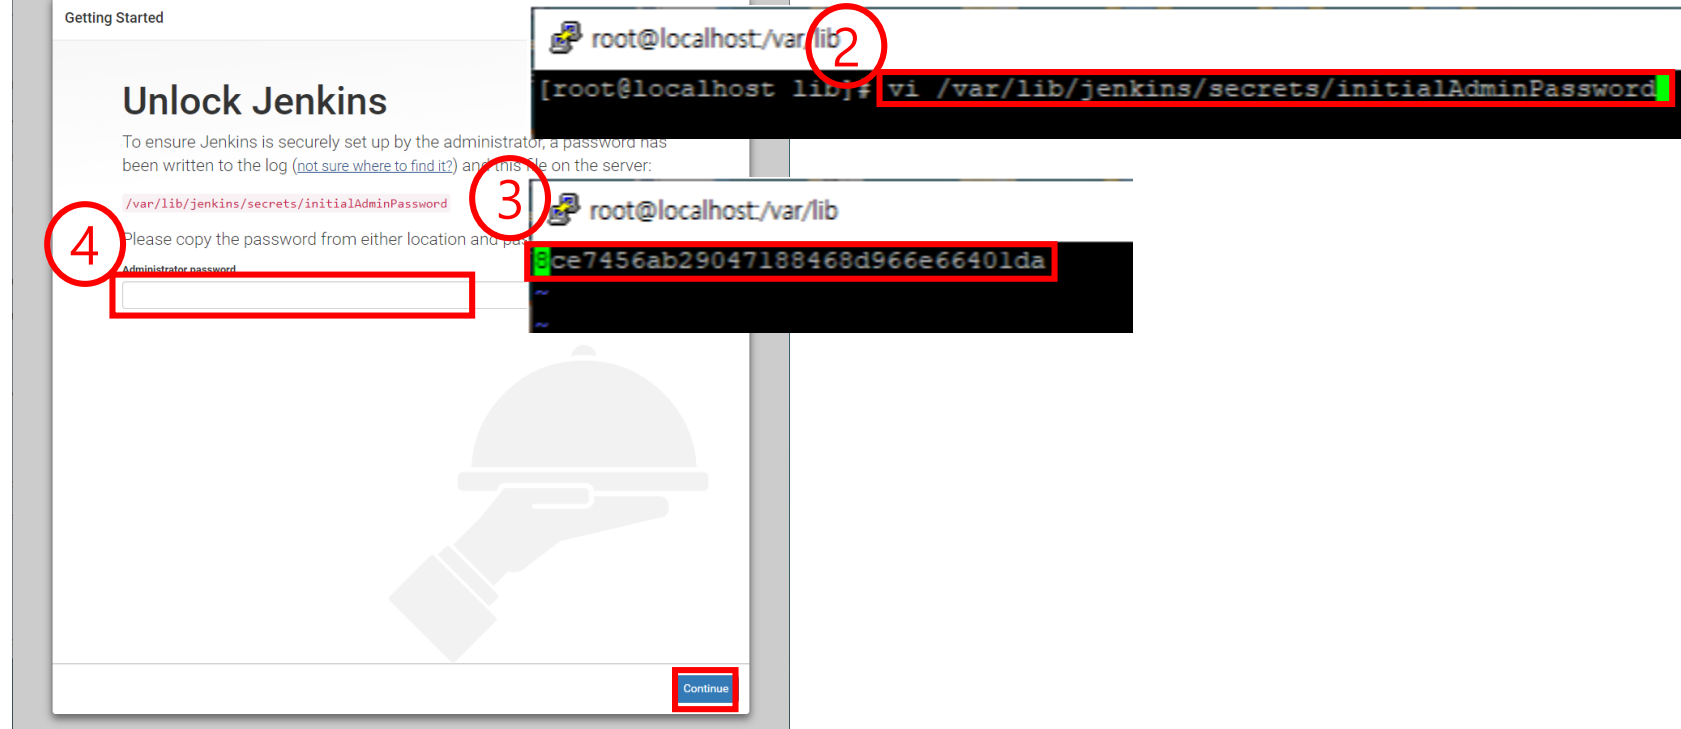 Getting Started
Unlock Jenkins
To ensure Jenkins is securely set up by the administrator, a password has
been written to the log (not sure where to find it?) and this file on the server:
/var/lib/jenkins/secrets/initialAdminPassword
Please copy the password from either location and
Administrator password
Continue
2
root@localhost:/var/lib
[root@localhost lib]# vi /var/lib/jenkins/secrets/initialAdminPassword
3
root@localhost:/var/lib
8ce7456ab29047188468d966e66401da
~
~
4